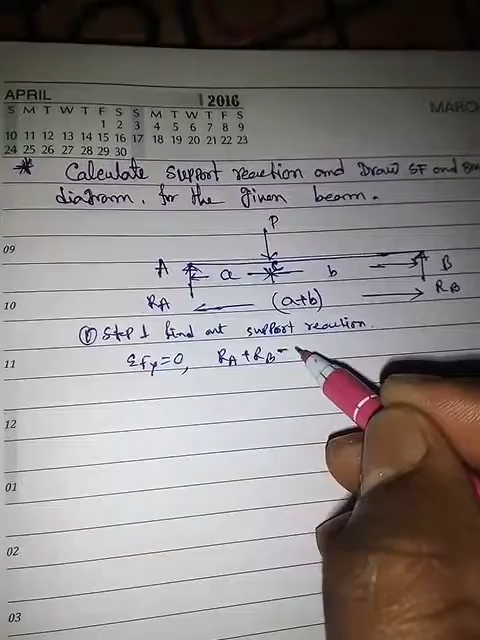 APRIL 2016 MARCH
S M T W T F S S M T W T F S
1 2 3 4 5 6 7 8 9
10 11 12 13 14 15 16 17 18 19 20 21 22 23
24 25 26 27 28 29 30
* Calculate support reaction and Draw SF and BM
diagram. for the given beam.
P
09
A a C b B
RA (a+b) RB
10
① Step 1 find out support reaction.
ΣFy=0, RA+RB-
11
12
01
02
03